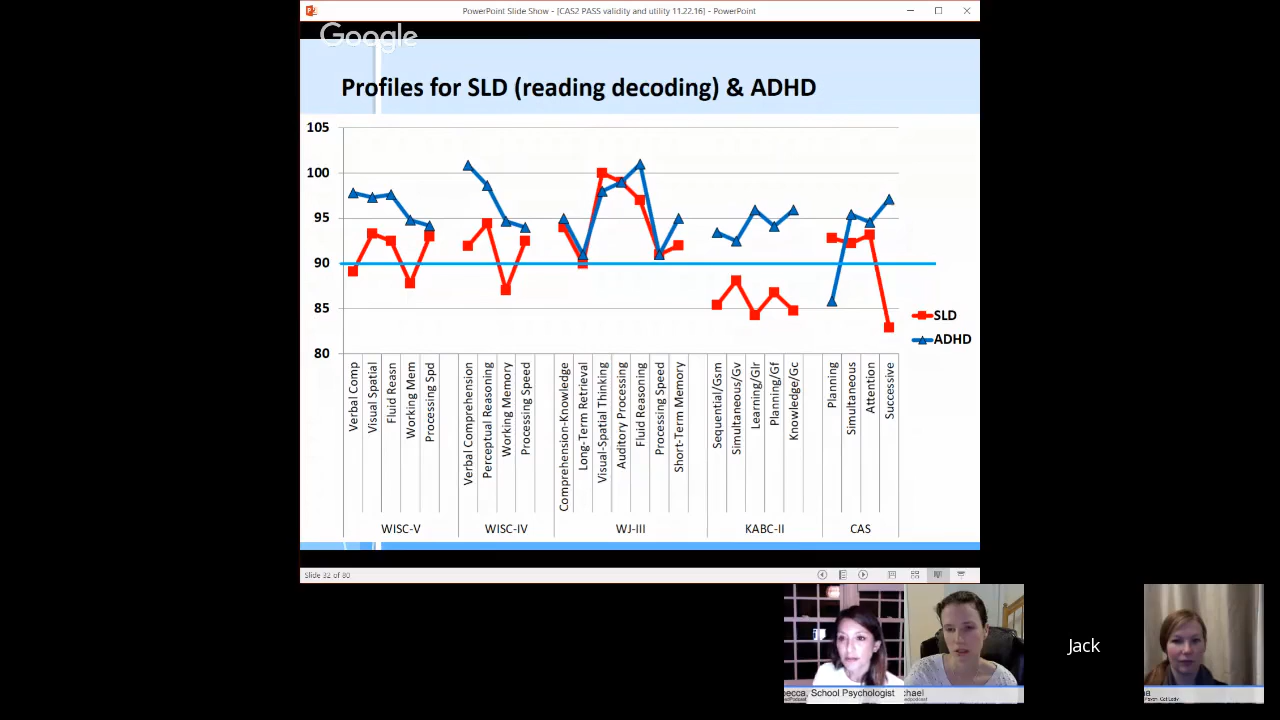 PowerPoint Slide Show - [CAS2 PASS validity and utility 11.22.16] - PowerPoint
Google
Profiles for SLD (reading decoding) & ADHD
105
100
95
90
85
80
SLD
ADHD
Verbal Comp
Visual Spatial
Fluid Reasn
Working Mem
Processing Spd
Verbal Comprehension
Perceptual Reasoning
Working Memory
Processing Speed
Comprehension-Knowledge
Long-Term Retrieval
Visual-Spatial Thinking
Auditory Processing
Fluid Reasoning
Processing Speed
Short-Term Memory
Sequential/Gsm
Simultaneous/Gv
Learning/Glr
Planning/Gf
Knowledge/Gc
Planning
Simultaneous
Attention
Successive
WISC-V WISC-IV WJ-III KABC-II CAS
Slide 32 of 80
Jack
becca, School Psychologist chael